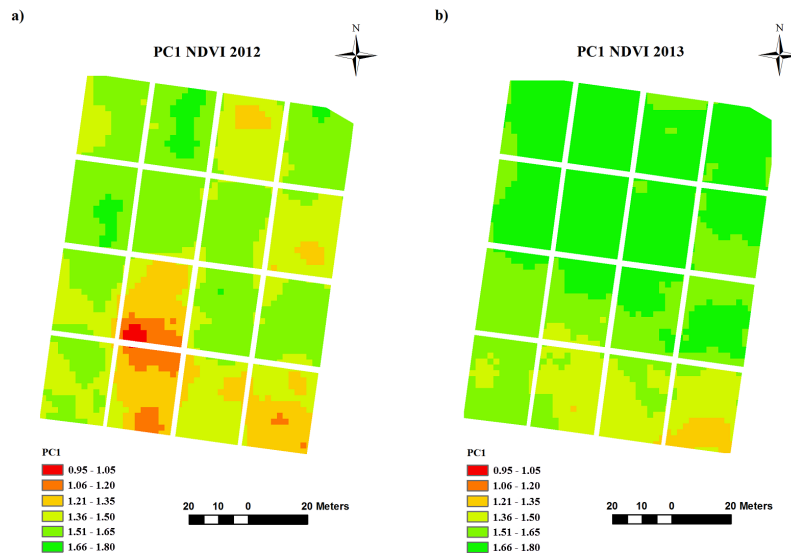 a)
PC1 NDVI 2012
N
PC1
0.95 - 1.05
1.06 - 1.20
1.21 - 1.35
1.36 - 1.50
1.51 - 1.65
1.66 - 1.80
20 10 0 20 Meters
b)
PC1 NDVI 2013
N
PC1
0.95 - 1.05
1.06 - 1.20
1.21 - 1.35
1.36 - 1.50
1.51 - 1.65
1.66 - 1.80
20 10 0 20 Meters